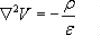 ∇²V = −ρ/ε